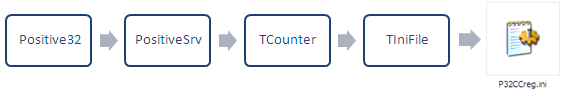 Positive32
PositiveSrv
TCounter
TIniFile
P32CCreg.ini